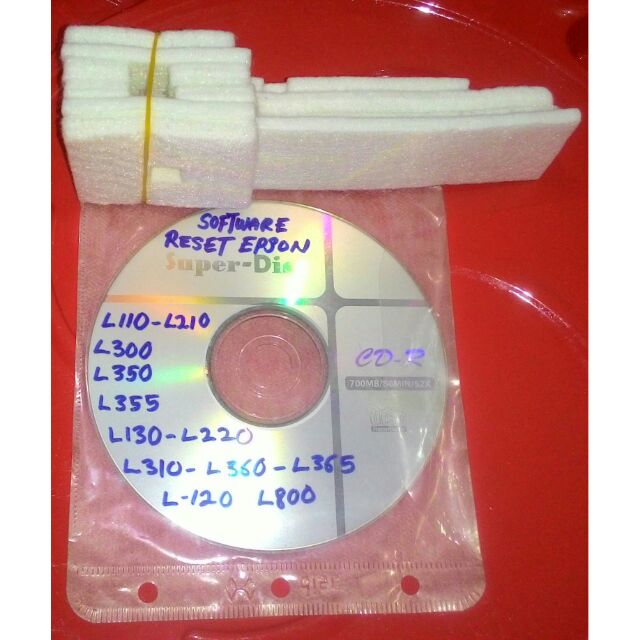 SOFTWARE
RESET EPSON
Super-Dis
L110-L210
L300
L350
L355
CD-R
700MB/80MIN/52X
L130-L220
L310-L360-L365
L-120 L800